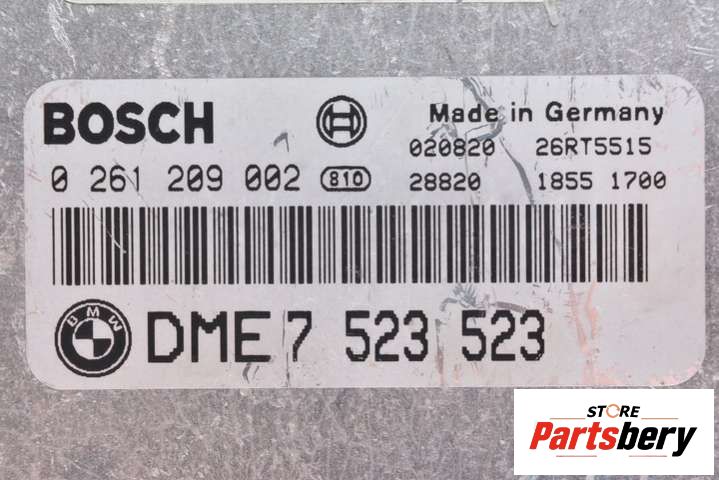 BOSCH
Made in Germany
020820 26RT5515
0 261 209 002 810 28820 1855 1700
BMW
DME 7 523 523
STORE
Partsbery